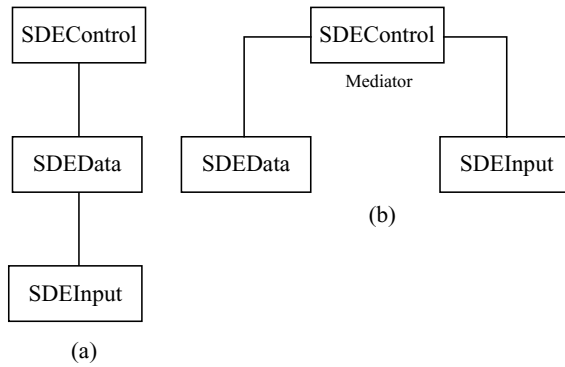 SDEControl
SDEData
SDEInput
(a)
SDEControl
Mediator
SDEData
SDEInput
(b)